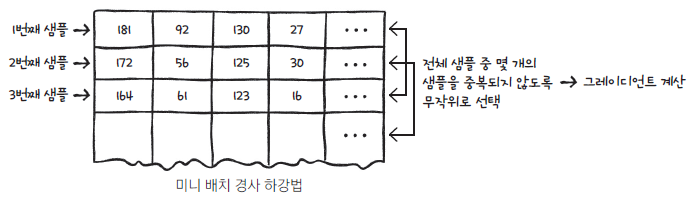 1번째 샘플 → 181 92 130 27 ...
2번째 샘플 → 172 56 125 30 ...
3번째 샘플 → 164 61 123 16 ...
...
전체 샘플 중 몇 개의
샘플을 중복되지 않도록 → 그레이디언트 계산
무작위로 선택
미니 배치 경사 하강법